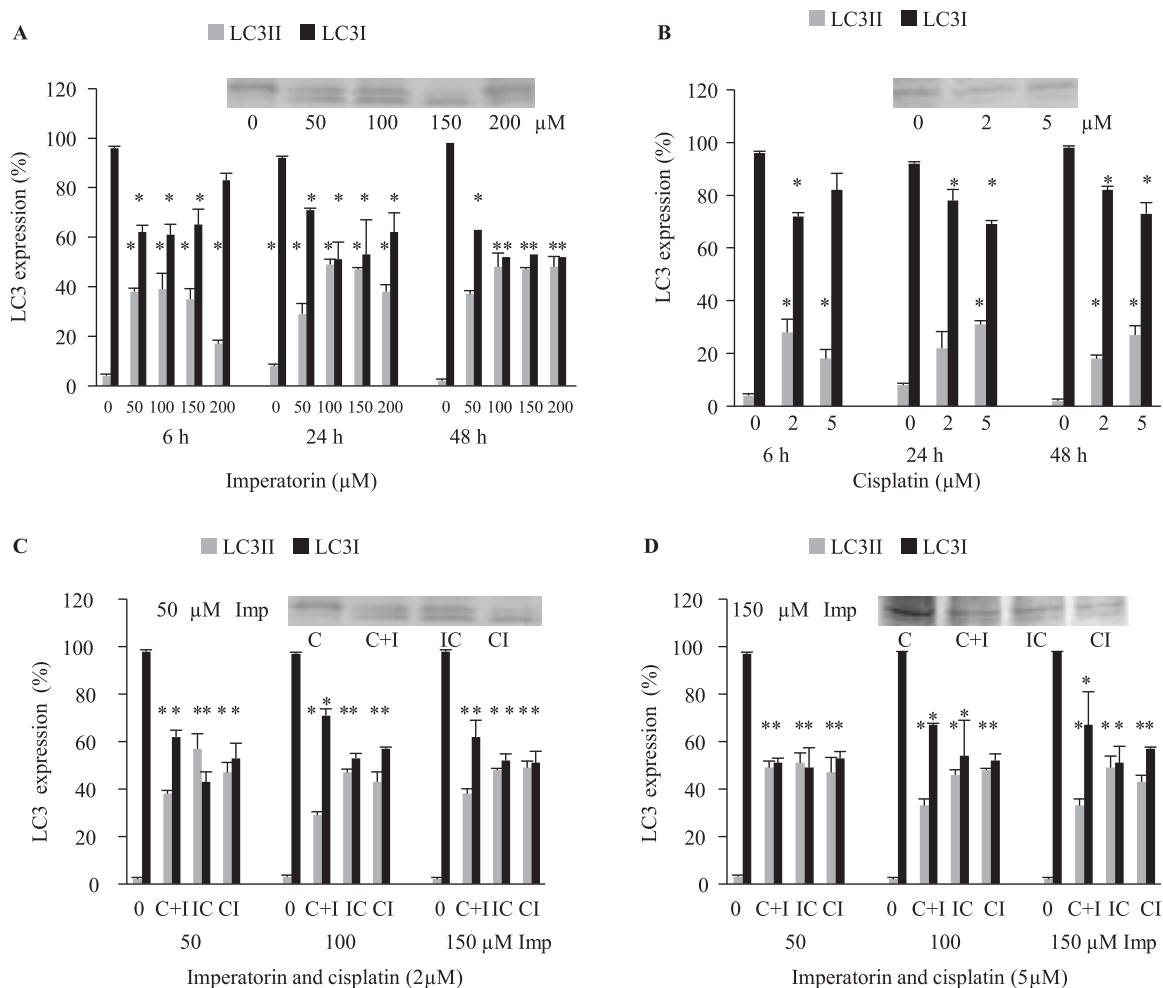 A
LC3II LC3I
LC3 expression (%)
120
100
80
60
40
20
0
0 50 100 150 200 µM
* * * * * * *
* * * * * * * * *
* ** ** **
0 50 100 150 200 0 50 100 150 200 0 50 100 150 200
6 h 24 h 48 h
Imperatorin (µM)
B
LC3II LC3I
LC3 expression (%)
120
100
80
60
40
20
0
0 2 5 µM
* * * * *
* * * * *
0 2 5 0 2 5 0 2 5
6 h 24 h 48 h
Cisplatin (µM)
C
LC3II LC3I
LC3 expression (%)
120
100
80
60
40
20
0
50 µM Imp
C C+I IC CI
* * ** * * * * ** ** ** * * **
0 C+I IC CI 0 C+I IC CI 0 C+I IC CI
50 100 150 µM Imp
Imperatorin and cisplatin (2µM)
D
LC3II LC3I
LC3 expression (%)
120
100
80
60
40
20
0
150 µM Imp
C C+I IC CI
** ** ** * * * * ** * * * * **
0 C+I IC CI 0 C+I IC CI 0 C+I IC CI
50 100 150 µM Imp
Imperatorin and cisplatin (5µM)